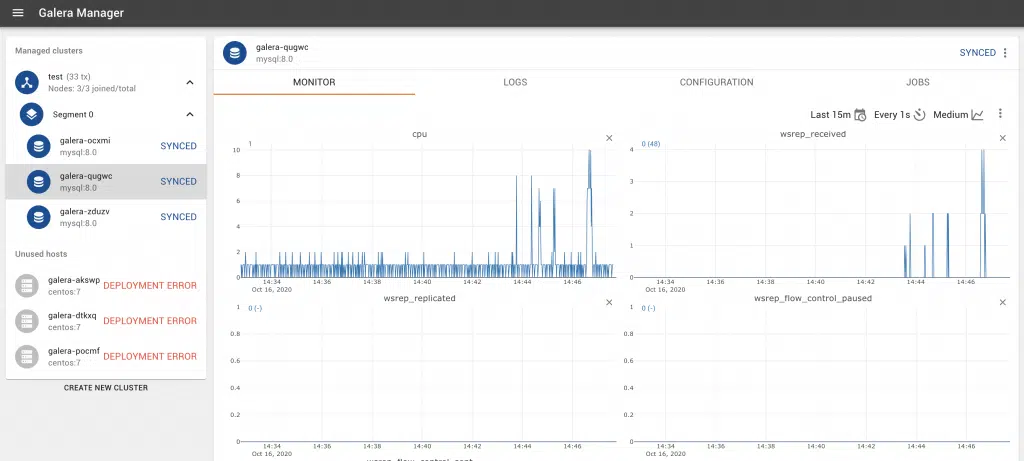 Galera Manager
Managed clusters
test (33 tx)
Nodes: 3/3 joined/total
Segment 0
galera-ocxmi
mysql:8.0
SYNCED
galera-qugwc
mysql:8.0
SYNCED
galera-zduzv
mysql:8.0
SYNCED
Unused hosts
galera-akswp
centos:7
DEPLOYMENT ERROR
galera-dtkxq
centos:7
DEPLOYMENT ERROR
galera-pocmf
centos:7
DEPLOYMENT ERROR
CREATE NEW CLUSTER
galera-qugwc
mysql:8.0
SYNCED
MONITOR LOGS CONFIGURATION JOBS
Last 15m Every 1s Medium
cpu
1
10
8
6
4
2
0
14:34 14:36 14:38 14:40 14:42 14:44 14:46
Oct 16, 2020
wsrep_received
0 (48)
4
3
2
1
0
14:34 14:36 14:38 14:40 14:42 14:44 14:46
Oct 16, 2020
wsrep_replicated
0 (-)
1
0.8
0.6
0.4
0.2
0
14:34 14:36 14:38 14:40 14:42 14:44 14:46
Oct 16, 2020
wsrep_flow_control_paused
0 (-)
1
0.8
0.6
0.4
0.2
0
14:34 14:36 14:38 14:40 14:42 14:44 14:46
Oct 16, 2020